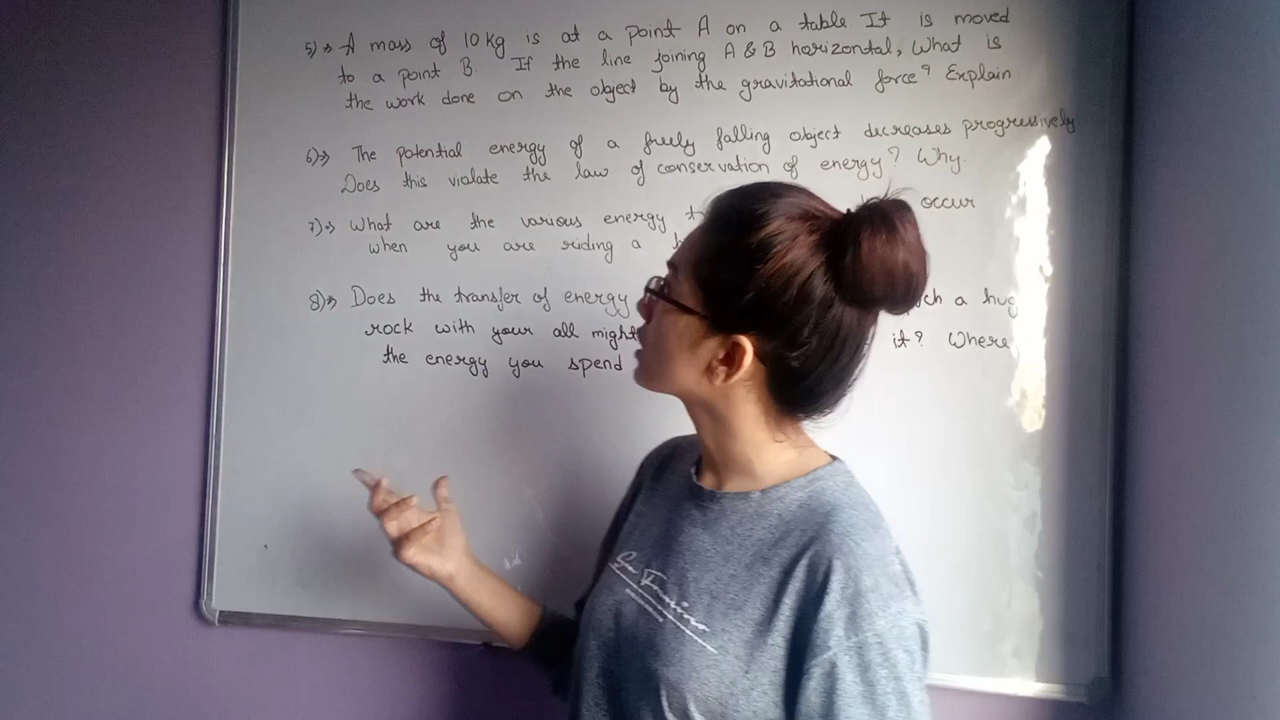 5)⇒ A mass of 10 kg is at a point A on a table It is moved
to a point B. If the line joining A & B horizontal, What is
the work done on the object by the gravitational force? Explain
6)⇒ The potential energy of a freely falling object decreases progressively
Does this violate the law of conservation of energy? Why.
7)⇒ What are the various energy occur
when you are riding a
8)⇒ Does the transfer of energy a hug
rock with your all might it? Where
the energy you spend
San Francisco